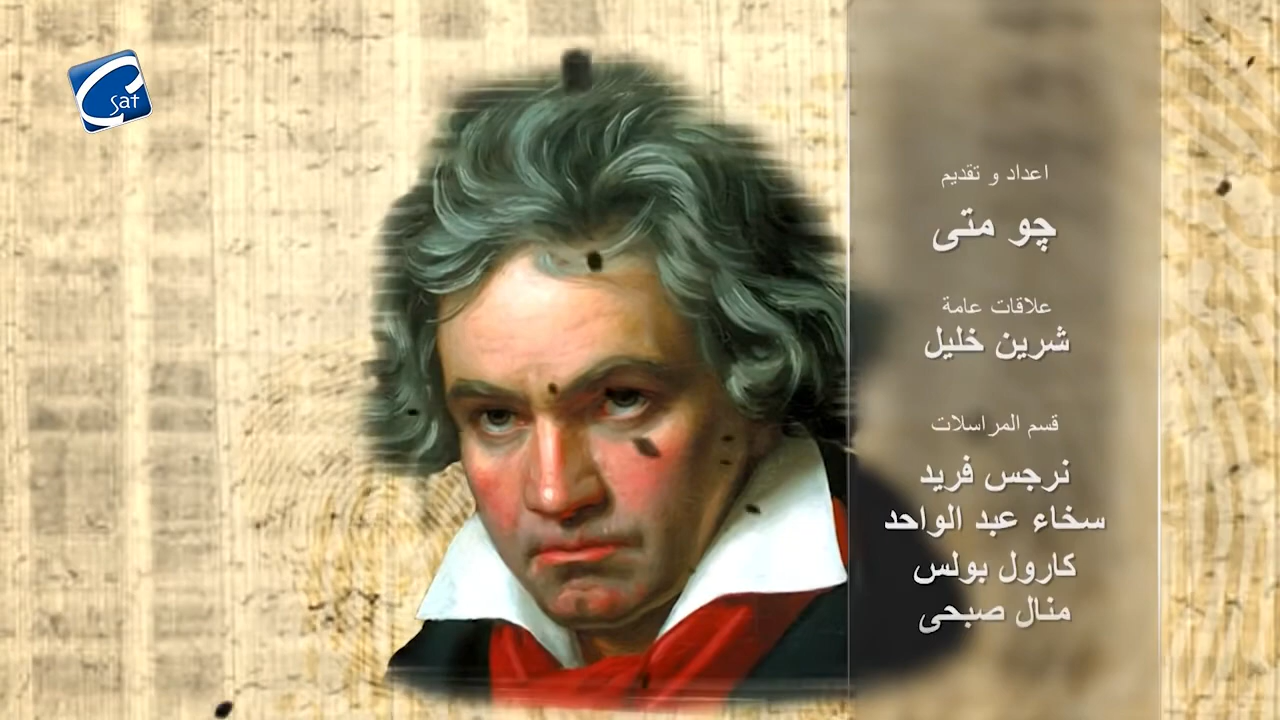 C
sat
اعداد و تقديم
چو متى
علاقات عامة
شرين خليل
قسم المراسلات
نرجس فريد
سخاء عبد الواحد
كارول بولس
منال صبحى